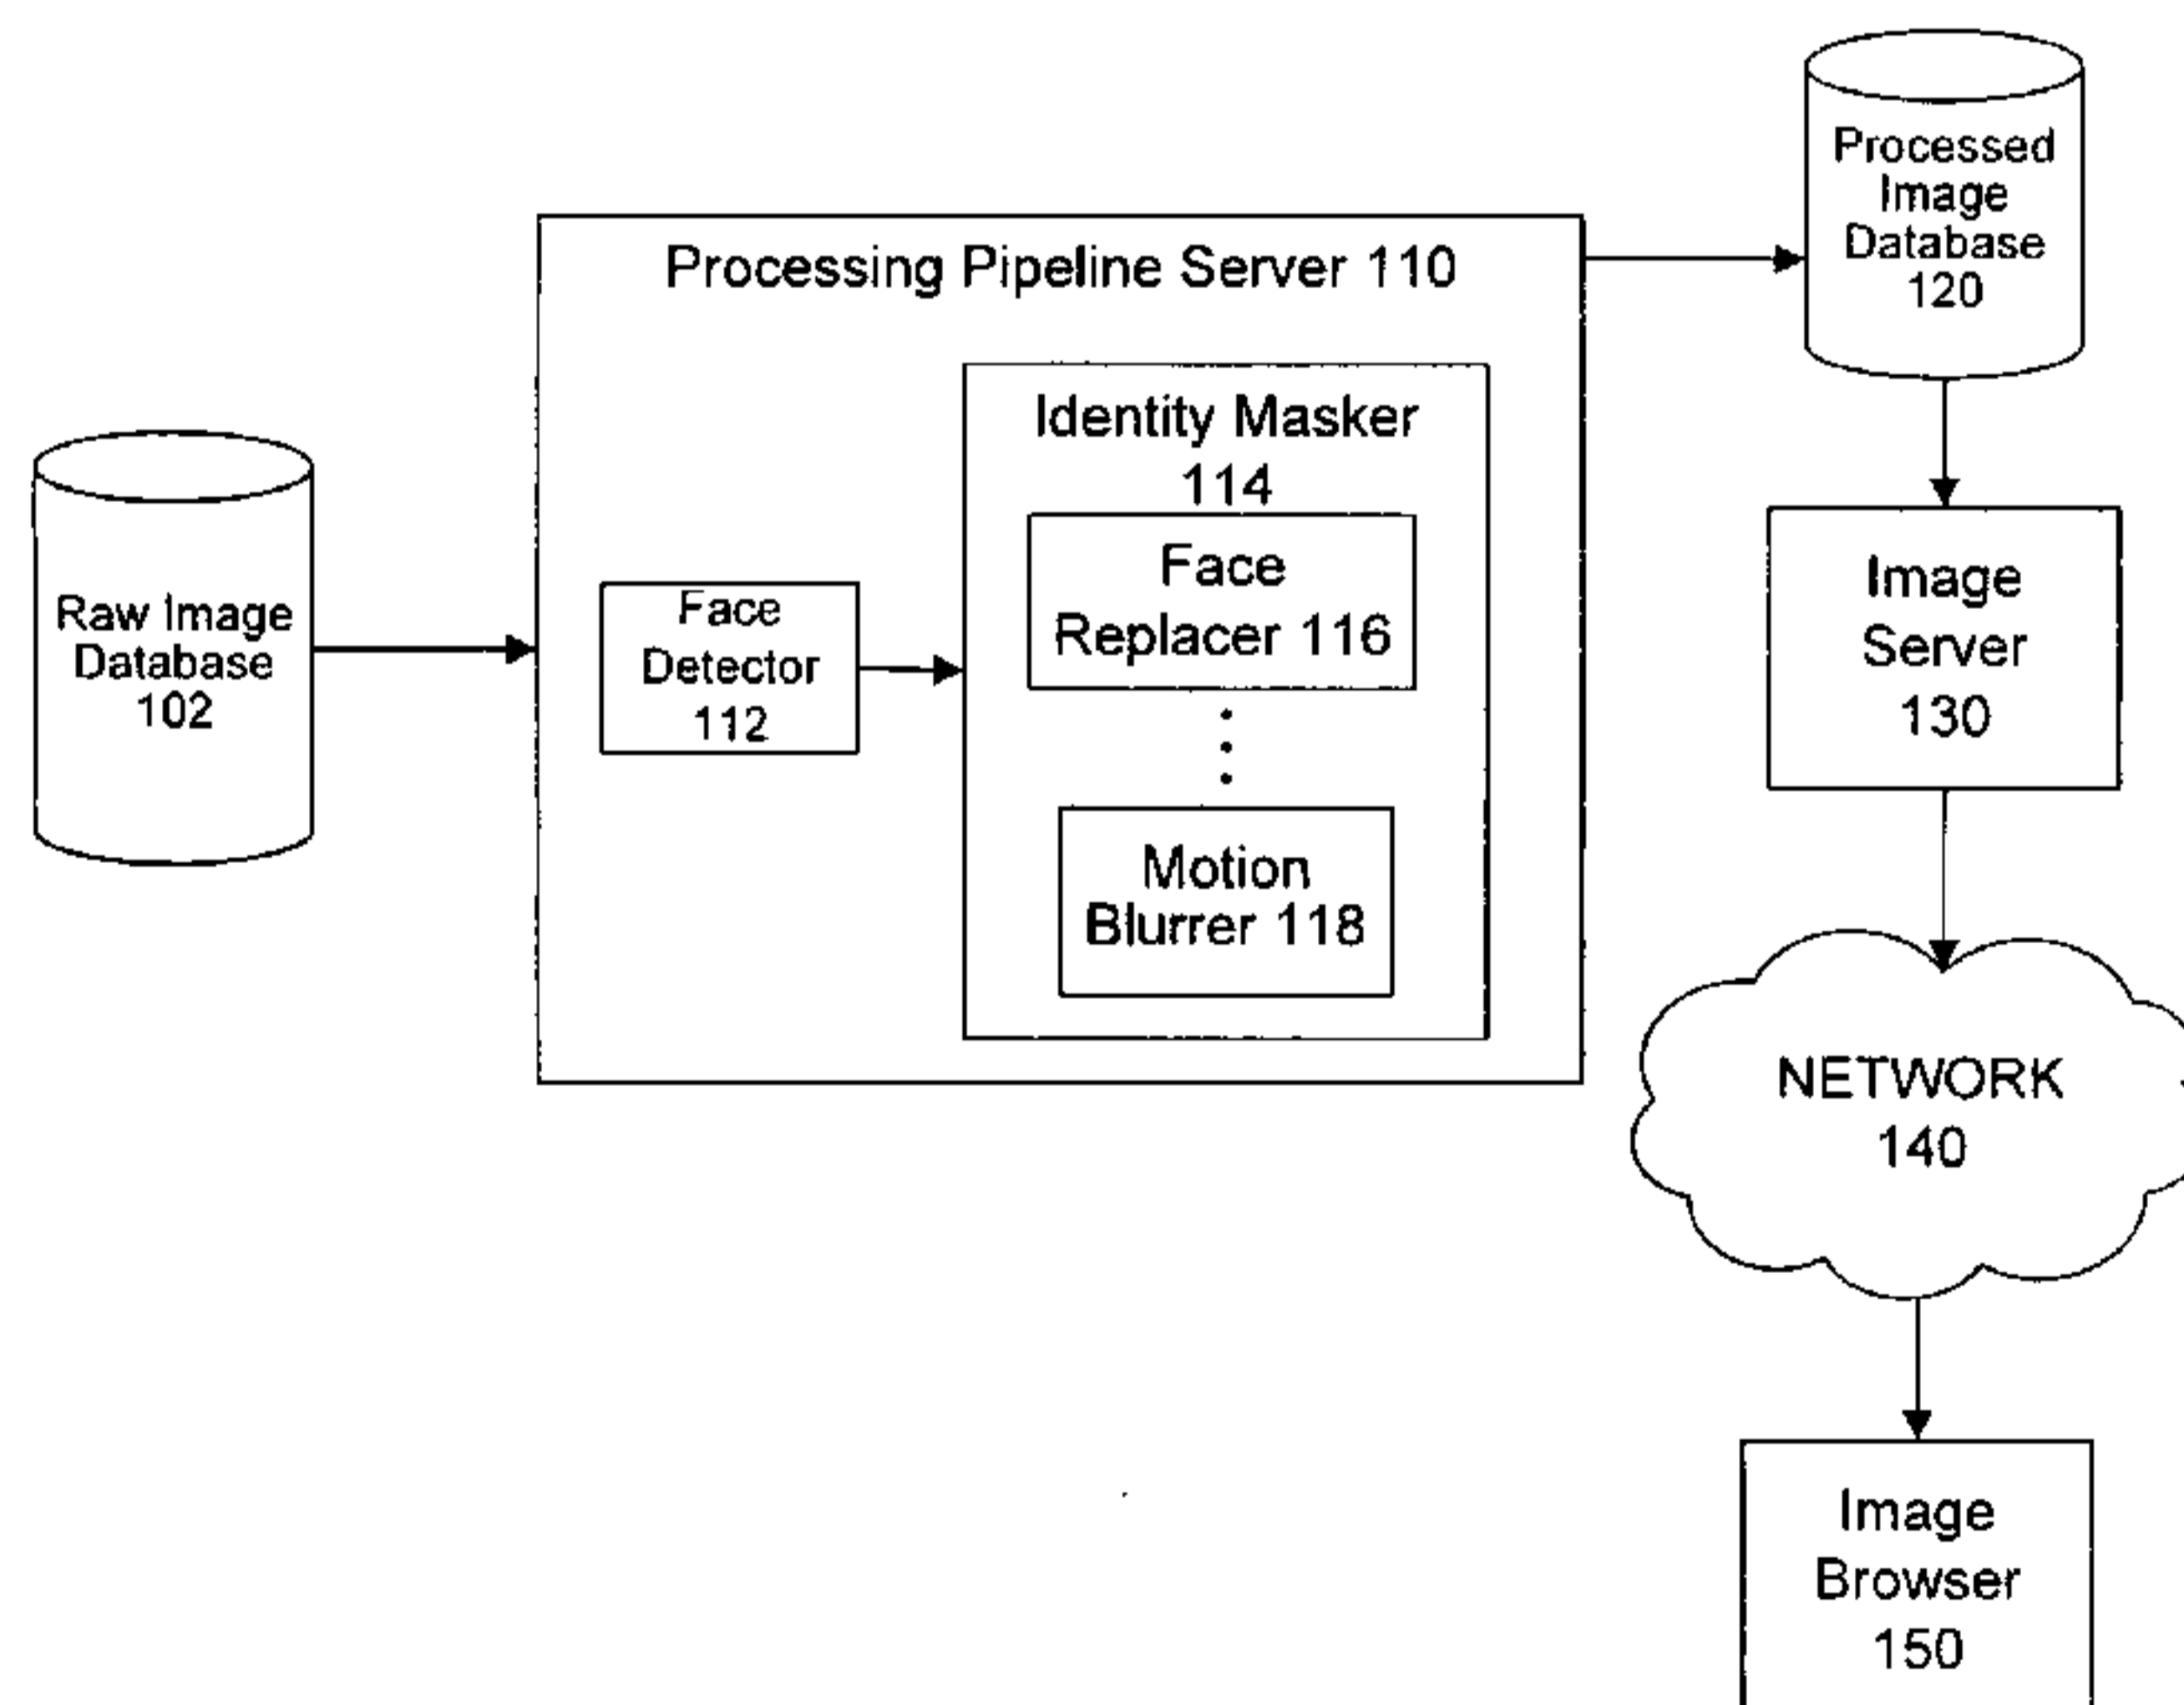 Raw Image
Database
102
Processing Pipeline Server 110
Face
Detector
112
Identity Masker
114
Face
Replacer 116
Motion
Blurrer 118
Processed
Image
Database
120
Image
Server
130
NETWORK
140
Image
Browser
150